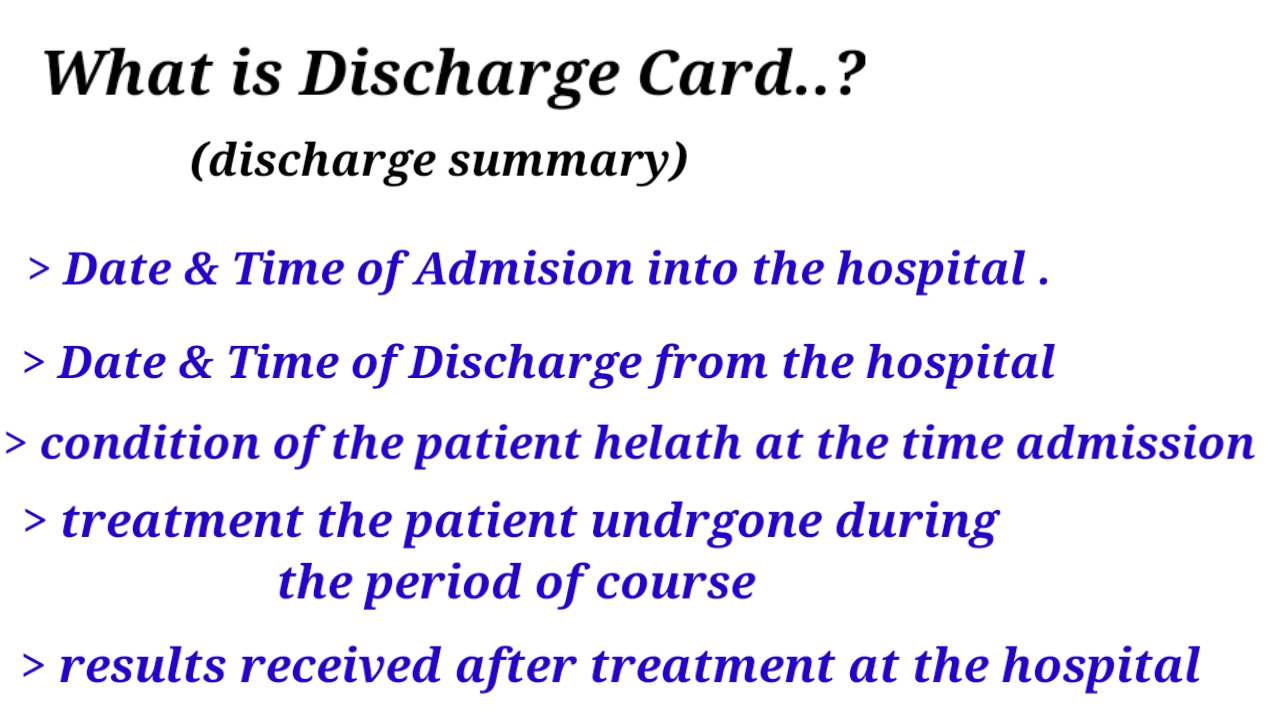 What is Discharge Card..?
(discharge summary)
> Date & Time of Admision into the hospital .
> Date & Time of Discharge from the hospital
> condition of the patient helath at the time admission
> treatment the patient undrgone during
the period of course
> results received after treatment at the hospital